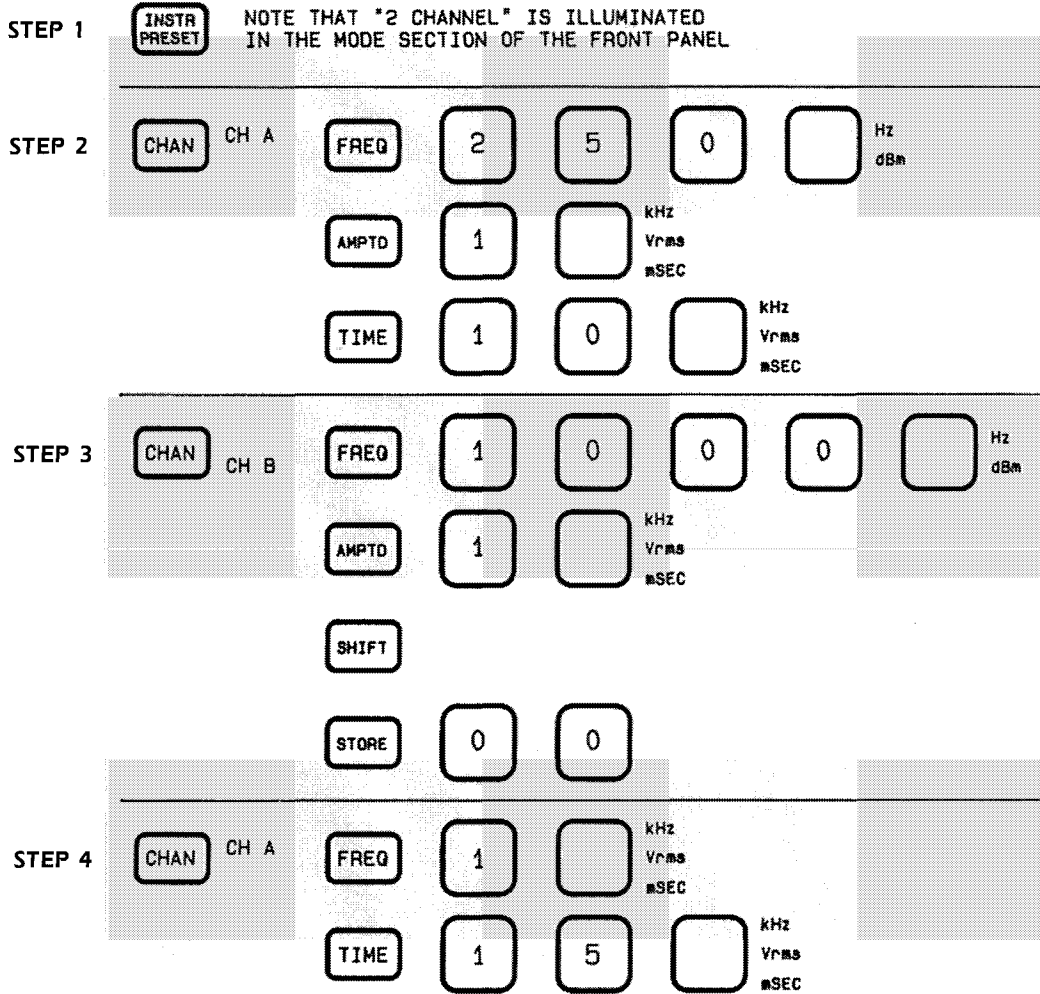 STEP 1 INSTR PRESET NOTE THAT "2 CHANNEL" IS ILLUMINATED
IN THE MODE SECTION OF THE FRONT PANEL
STEP 2 CHAN CH A FREQ 2 5 0 Hz
dBm
AMPTD 1 kHz
Vrms
mSEC
TIME 1 0 kHz
Vrms
mSEC
STEP 3 CHAN CH B FREQ 1 0 0 0 Hz
dBm
AMPTD 1 kHz
Vrms
mSEC
SHIFT
STORE 0 0
STEP 4 CHAN CH A FREQ 1 kHz
Vrms
mSEC
TIME 1 5 kHz
Vrms
mSEC